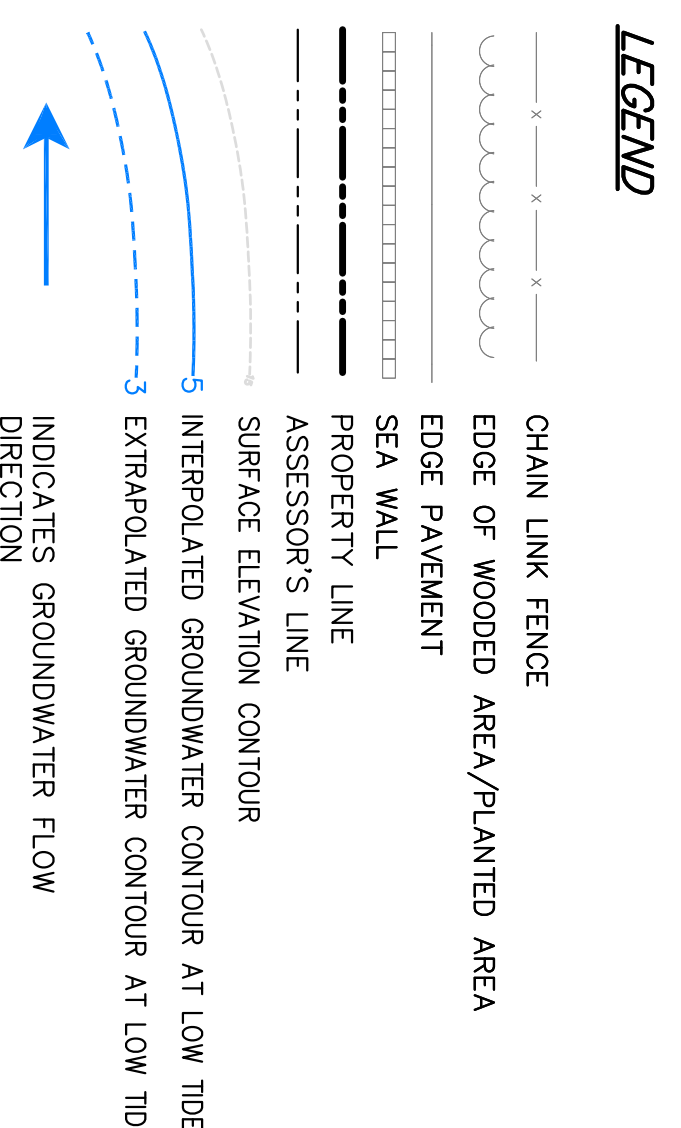 LEGEND
x x x
CHAIN LINK FENCE
EDGE OF WOODED AREA/PLANTED AREA
EDGE PAVEMENT
SEA WALL
PROPERTY LINE
ASSESSOR'S LINE
SURFACE ELEVATION CONTOUR
5 INTERPOLATED GROUNDWATER CONTOUR AT LOW TIDE
3 EXTRAPOLATED GROUNDWATER CONTOUR AT LOW TID
INDICATES GROUNDWATER FLOW
DIRECTION